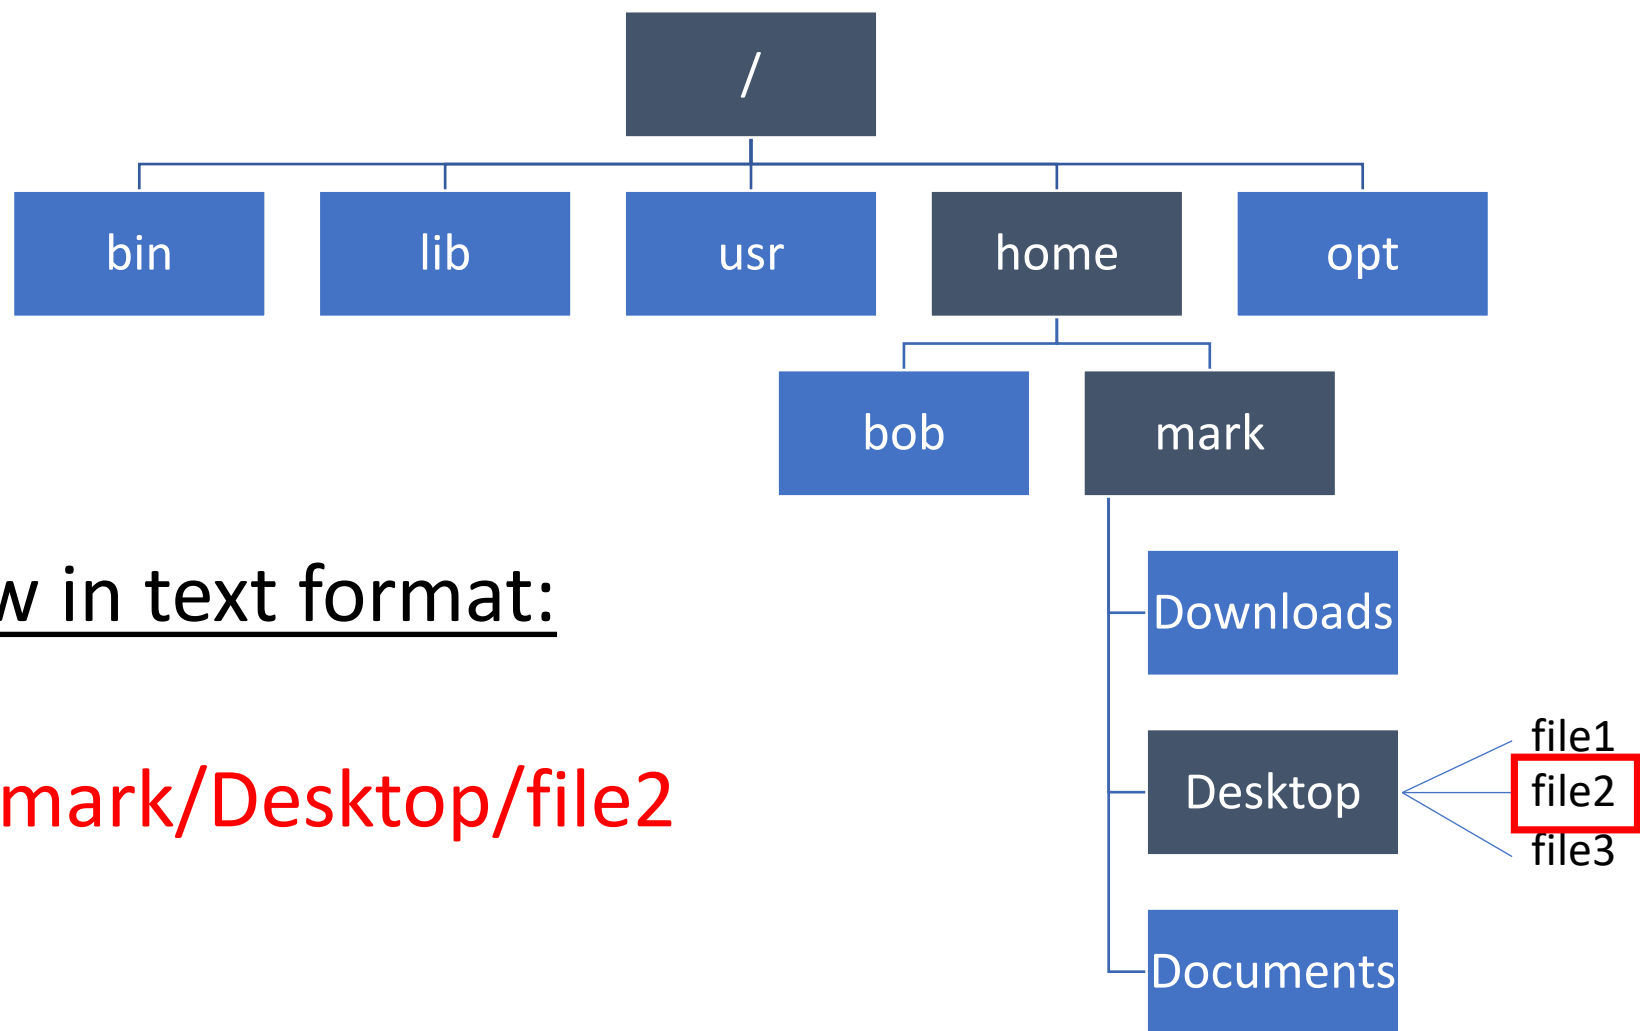 /
bin
lib
usr
home
opt
bob
mark
in text format:
Downloads
mark/Desktop/file2
Desktop
file1
file2
file3
Documents